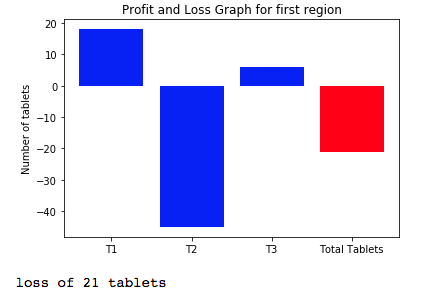 Profit and Loss Graph for first region
20
10
0
−10
−20
−30
−40
Number of tablets
T1 T2 T3 Total Tablets
loss of 21 tablets